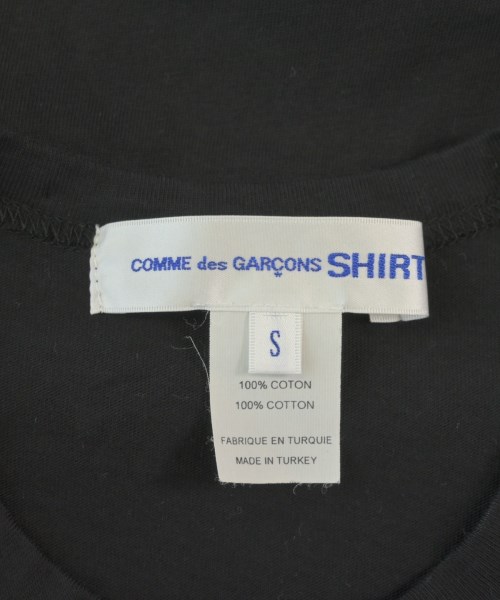 COMME des GARÇONS SHIRT
S
100% COTON
100% COTTON
FABRIQUE EN TURQUIE
MADE IN TURKEY